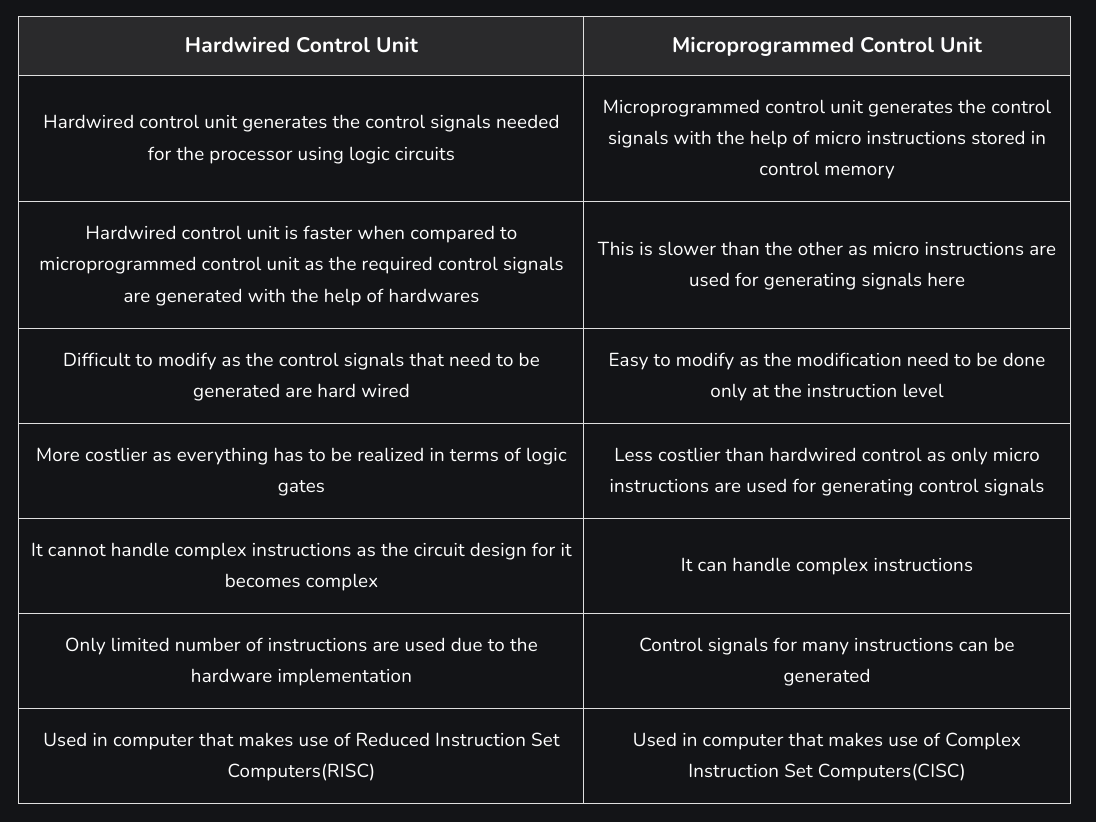 Hardwired Control Unit
Microprogrammed Control Unit
Hardwired control unit generates the control signals needed
for the processor using logic circuits
Microprogrammed control unit generates the control
signals with the help of micro instructions stored in
control memory
Hardwired control unit is faster when compared to
microprogrammed control unit as the required control signals
are generated with the help of hardwares
This is slower than the other as micro instructions are
used for generating signals here
Difficult to modify as the control signals that need to be
generated are hard wired
Easy to modify as the modification need to be done
only at the instruction level
More costlier as everything has to be realized in terms of logic
gates
Less costlier than hardwired control as only micro
instructions are used for generating control signals
It cannot handle complex instructions as the circuit design for it
becomes complex
It can handle complex instructions
Only limited number of instructions are used due to the
hardware implementation
Control signals for many instructions can be
generated
Used in computer that makes use of Reduced Instruction Set
Computers(RISC)
Used in computer that makes use of Complex
Instruction Set Computers(CISC)